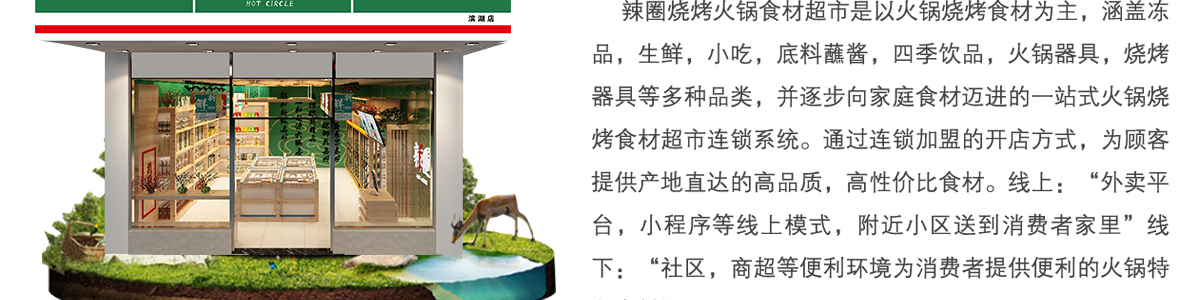 HOT CIRCLE
滨湖店
鲜
辣圈烧烤火锅食材超市是以火锅烧烤食材为主，涵盖冻
品，生鲜，小吃，底料蘸酱，四季饮品，火锅器具，烧烤
器具等多种品类，并逐步向家庭食材迈进的一站式火锅烧
烤食材超市连锁系统。通过连锁加盟的开店方式，为顾客
提供产地直达的高品质，高性价比食材。线上：“外卖平
台，小程序等线上模式，附近小区送到消费者家里”线
下：“社区，商超等便利环境为消费者提供便利的火锅特